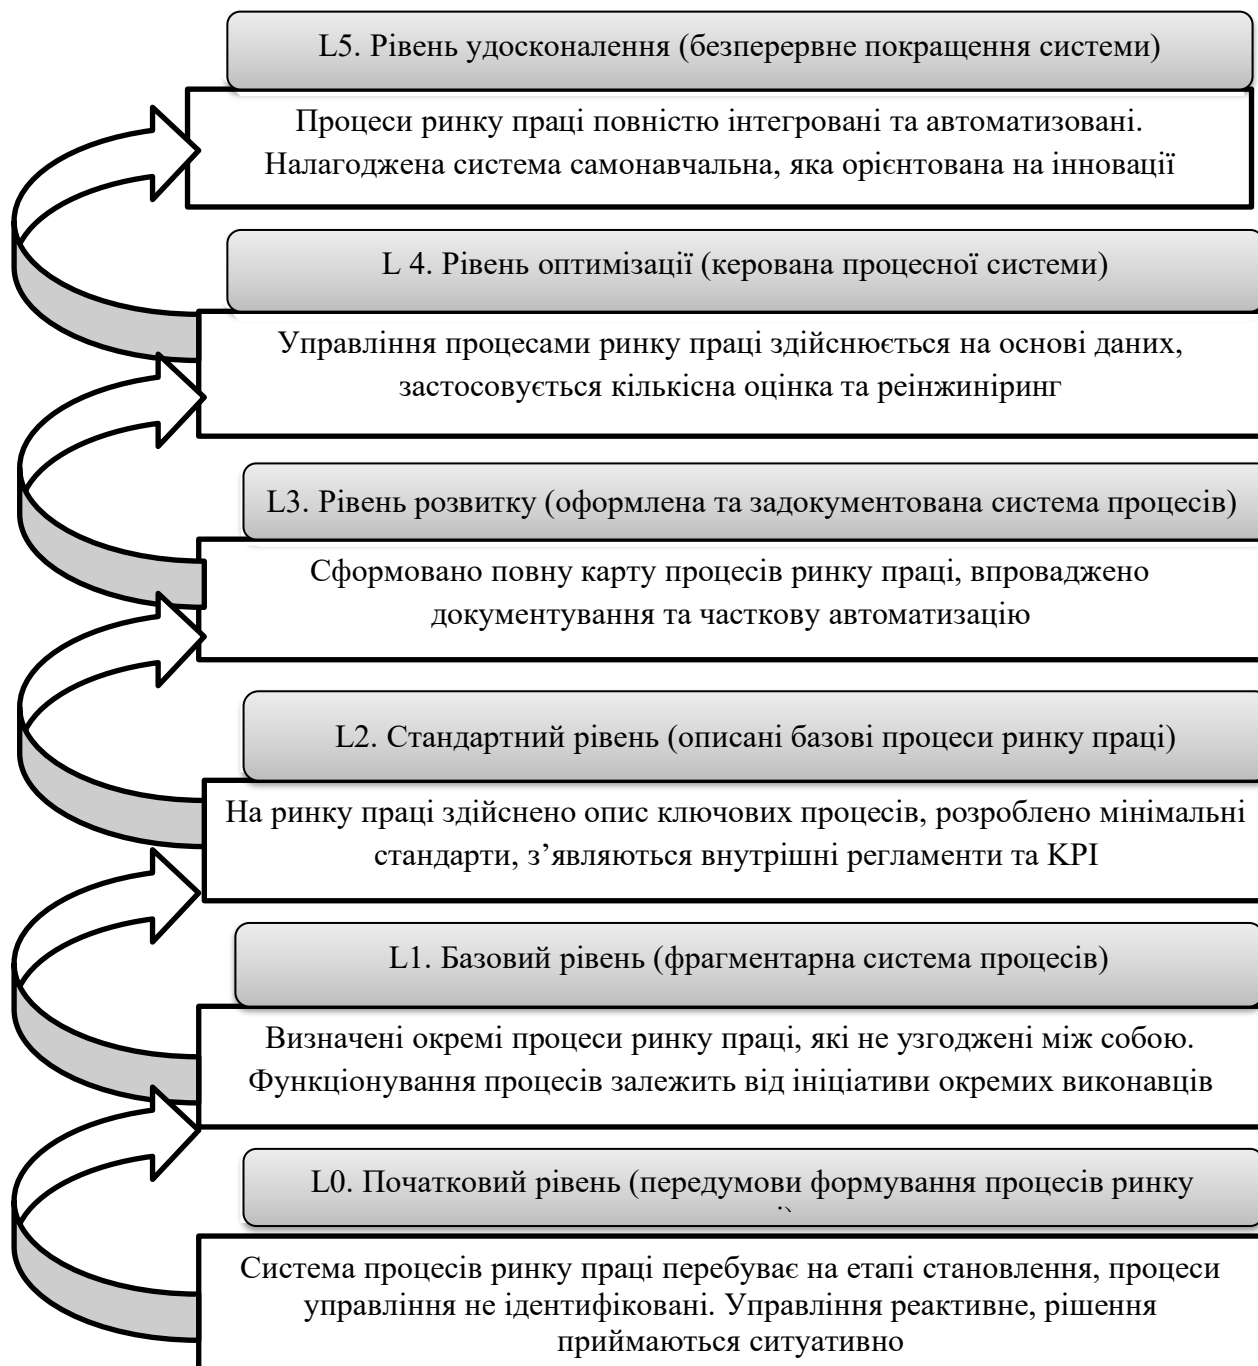 L5. Рівень удосконалення (безперервне покращення системи)
Процеси ринку праці повністю інтегровані та автоматизовані.
Налагоджена система самонавчальна, яка орієнтована на інновації
L 4. Рівень оптимізації (керована процесної системи)
Управління процесами ринку праці здійснюється на основі даних,
застосовується кількісна оцінка та реінжиніринг
L3. Рівень розвитку (оформлена та задокументована система процесів)
Сформовано повну карту процесів ринку праці, впроваджено
документування та часткову автоматизацію
L2. Стандартний рівень (описані базові процеси ринку праці)
На ринку праці здійснено опис ключових процесів, розроблено мінімальні
стандарти, з’являються внутрішні регламенти та KPI
L1. Базовий рівень (фрагментарна система процесів)
Визначені окремі процеси ринку праці, які не узгоджені між собою.
Функціонування процесів залежить від ініціативи окремих виконавців
L0. Початковий рівень (передумови формування процесів ринку
Система процесів ринку праці перебуває на етапі становлення, процеси
управління не ідентифіковані. Управління реактивне, рішення
приймаються ситуативно